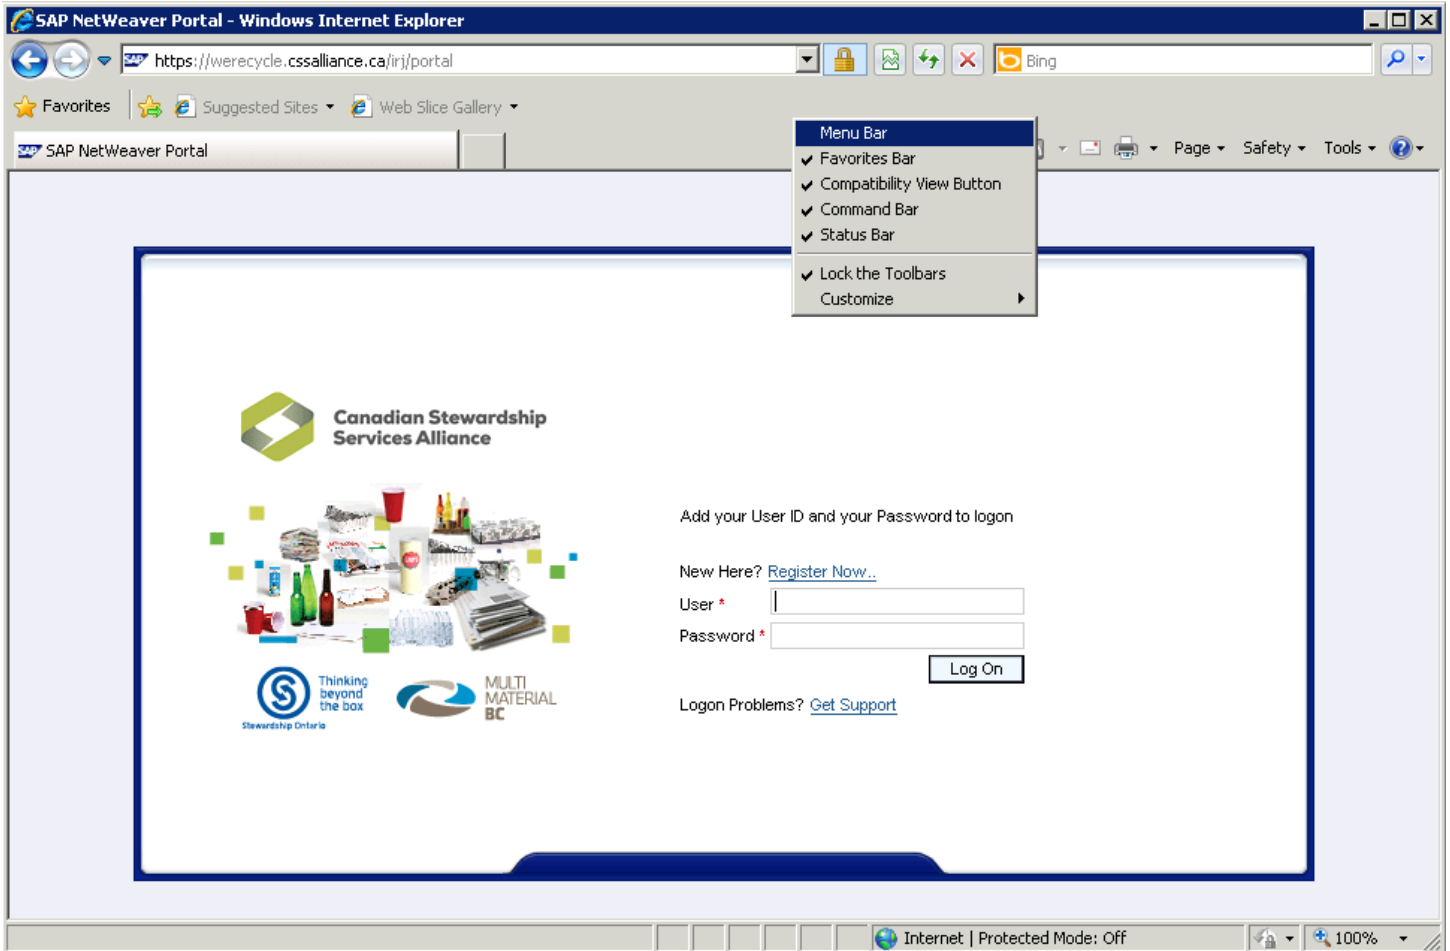 SAP NetWeaver Portal - Windows Internet Explorer
SAP https://werecycle.cssalliance.ca/irj/portal
Bing
Favorites Suggested Sites Web Slice Gallery
SAP SAP NetWeaver Portal
Page Safety Tools
Menu Bar
Favorites Bar
Compatibility View Button
Command Bar
Status Bar
Lock the Toolbars
Customize
Canadian Stewardship
Services Alliance
Add your User ID and your Password to logon
New Here? Register Now..
User *
Password *
Log On
Logon Problems? Get Support
Thinking
beyond
the box
Stewardship Ontario
MULTI
MATERIAL
BC
Internet | Protected Mode: Off
100%